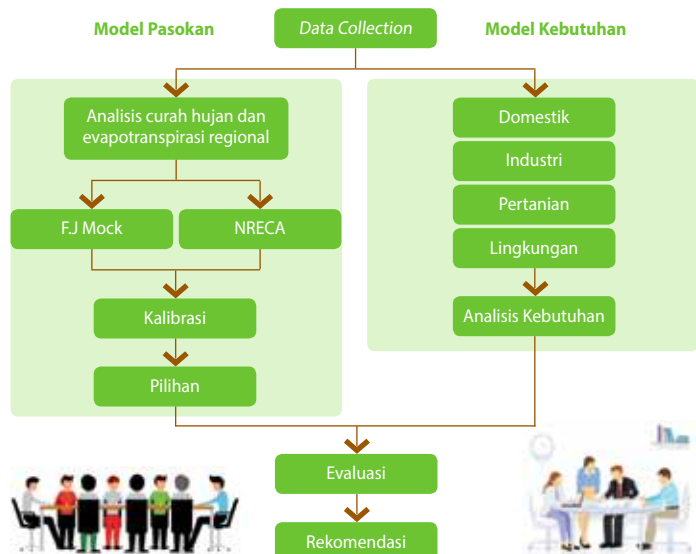 Model Pasokan
Data Collection
Model Kebutuhan
Analisis curah hujan dan
evapotranspirasi regional
F.J Mock
NRECA
Kalibrasi
Pilihan
Domestik
Industri
Pertanian
Lingkungan
Analisis Kebutuhan
Evaluasi
Rekomendasi